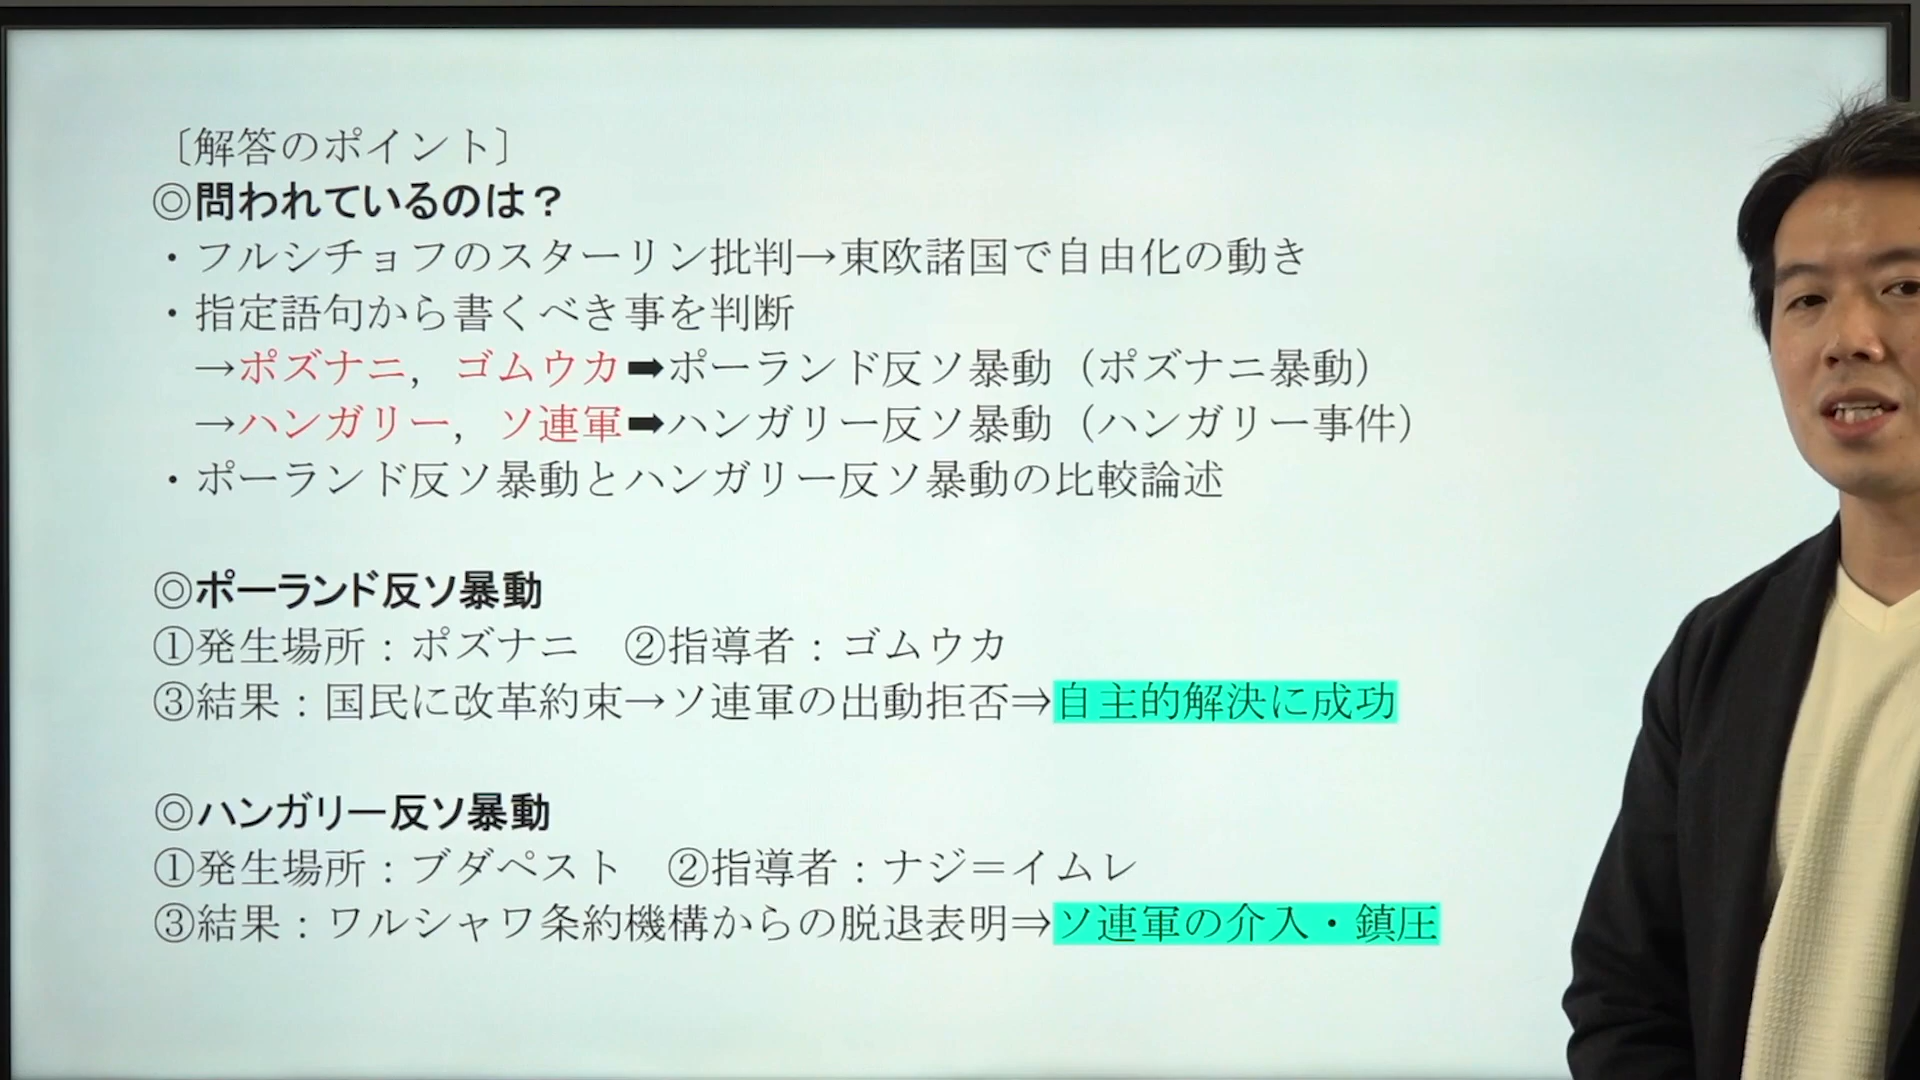 〔解答のポイント〕
◎問われているのは？
・フルシチョフのスターリン批判→東欧諸国で自由化の動き
・指定語句から書くべき事を判断
→ポズナニ，ゴムウカ➡ポーランド反ソ暴動（ポズナニ暴動）
→ハンガリー，ソ連軍➡ハンガリー反ソ暴動（ハンガリー事件）
・ポーランド反ソ暴動とハンガリー反ソ暴動の比較論述
◎ポーランド反ソ暴動
①発生場所：ポズナニ　②指導者：ゴムウカ
③結果：国民に改革約束→ソ連軍の出動拒否⇒自主的解決に成功
◎ハンガリー反ソ暴動
①発生場所：ブダペスト　②指導者：ナジ＝イムレ
③結果：ワルシャワ条約機構からの脱退表明⇒ソ連軍の介入・鎮圧